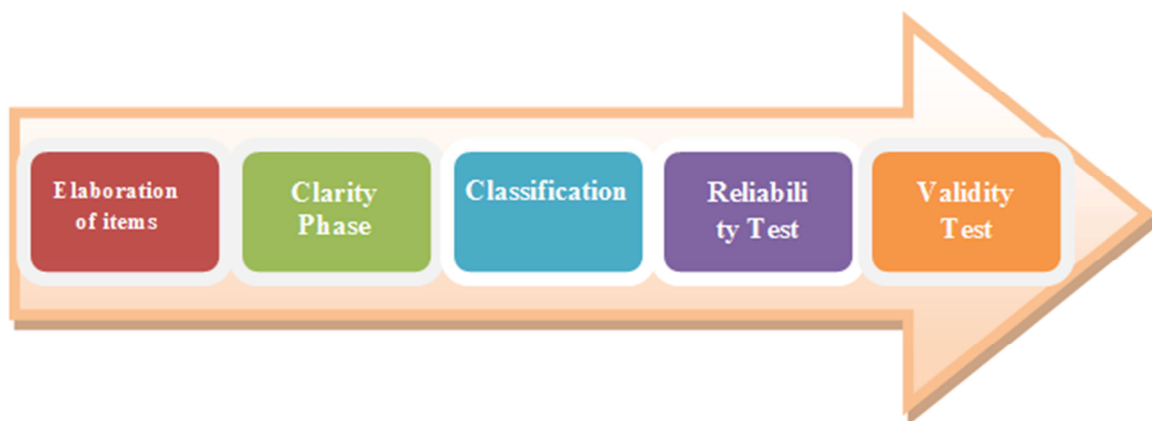 Elaboration
of items
Clarity
Phase
Classification
Reliabili
ty Test
Validity
Test